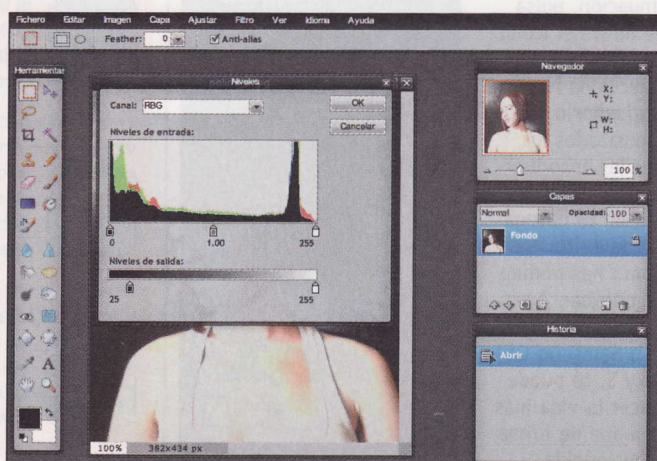 Fichero Editar Imagen Capa Ajustar Filtro Ver Idioma Ayuda
Feather: 0 Anti-alias
Herramientas
Niveles
Canal: RBG
OK
Cancelar
Niveles de entrada:
0 1.00 255
Niveles de salida:
25 255
100% 362x434 px
Navegador
X:
Y:
W:
H:
100 %
Capas
Normal Opacidad: 100
Fondo
Historia
Abrir
A